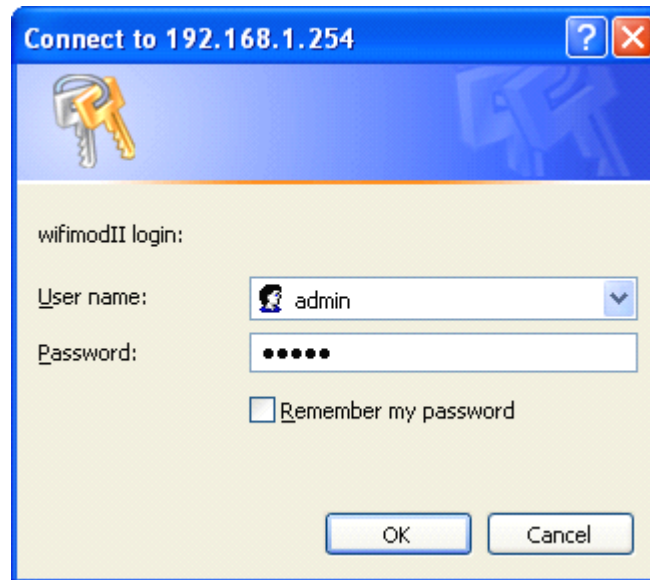 Connect to 192.168.1.254
wifimodII login:
User name: admin
Password: •••••
Remember my password
OK Cancel